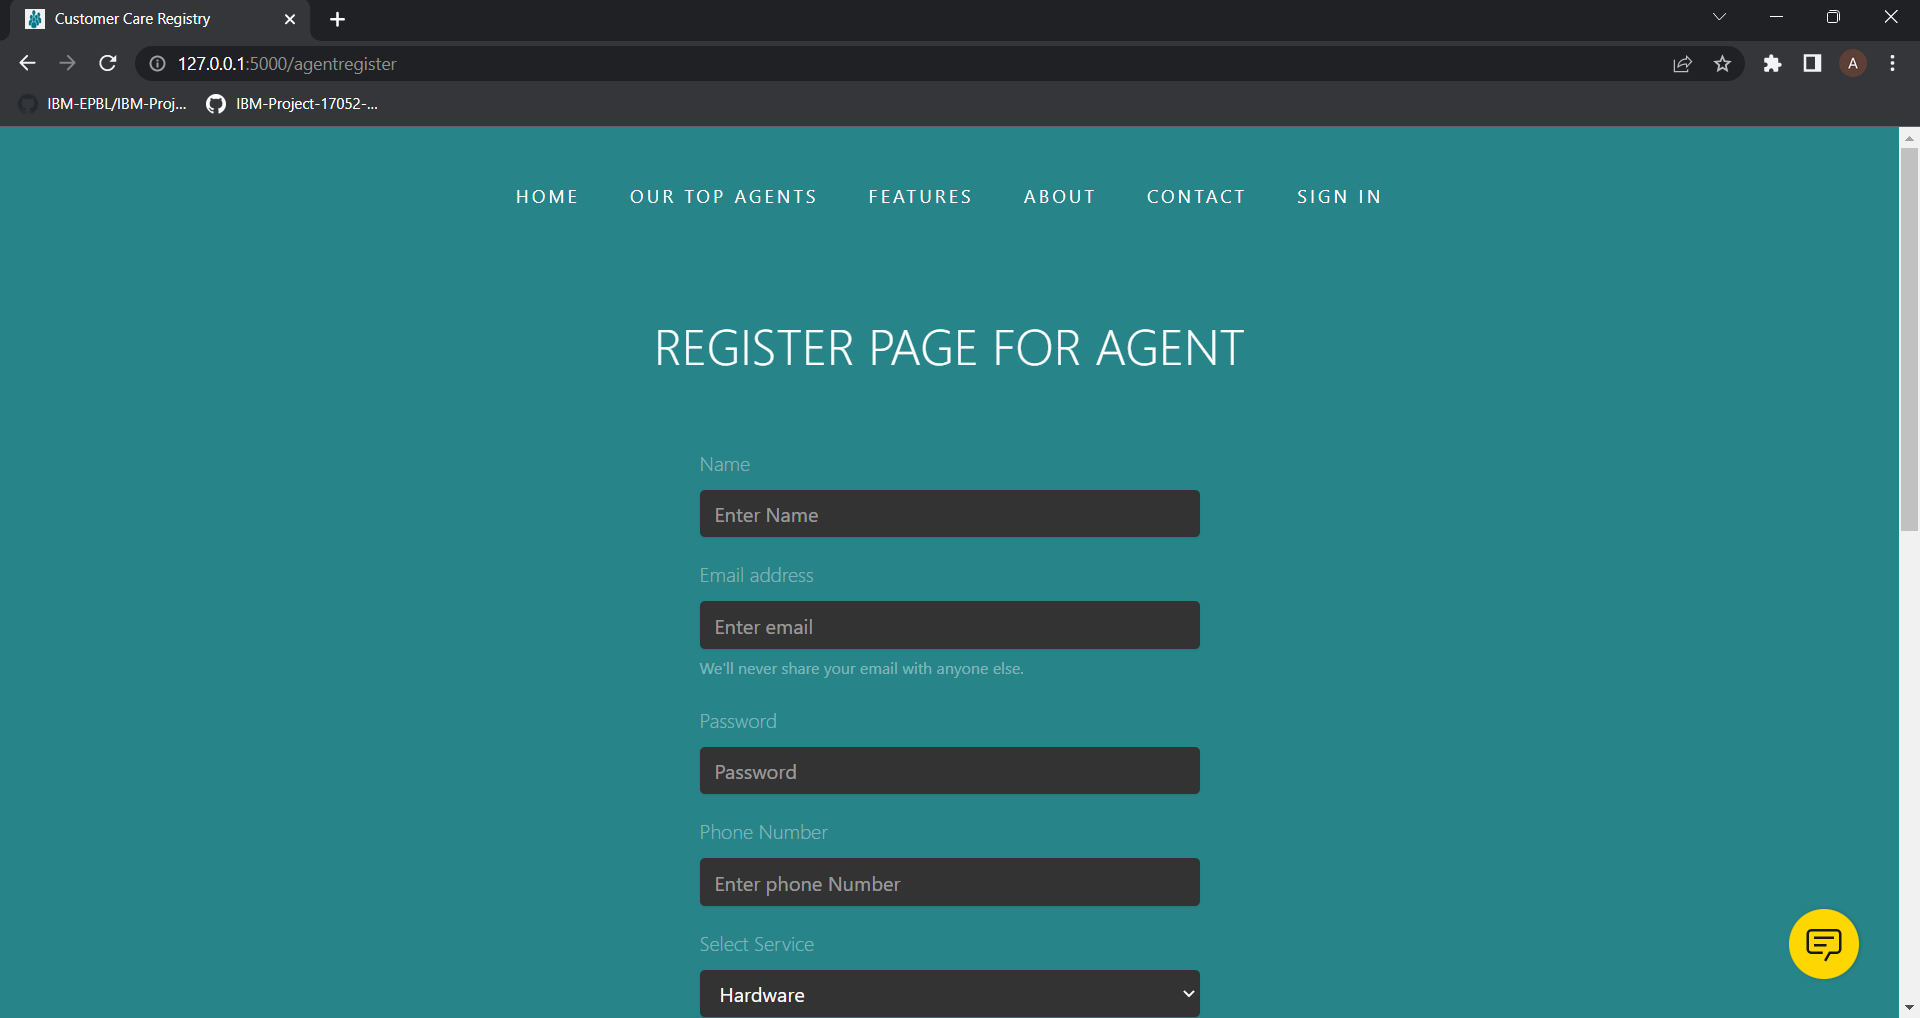 Customer Care Registry
127.0.0.1:5000/agentregister
A
IBM-EPBL/IBM-Proj... IBM-Project-17052-...
HOME OUR TOP AGENTS FEATURES ABOUT CONTACT SIGN IN
REGISTER PAGE FOR AGENT
Name
Enter Name
Email address
Enter email
We'll never share your email with anyone else.
Password
Password
Phone Number
Enter phone Number
Select Service
Hardware